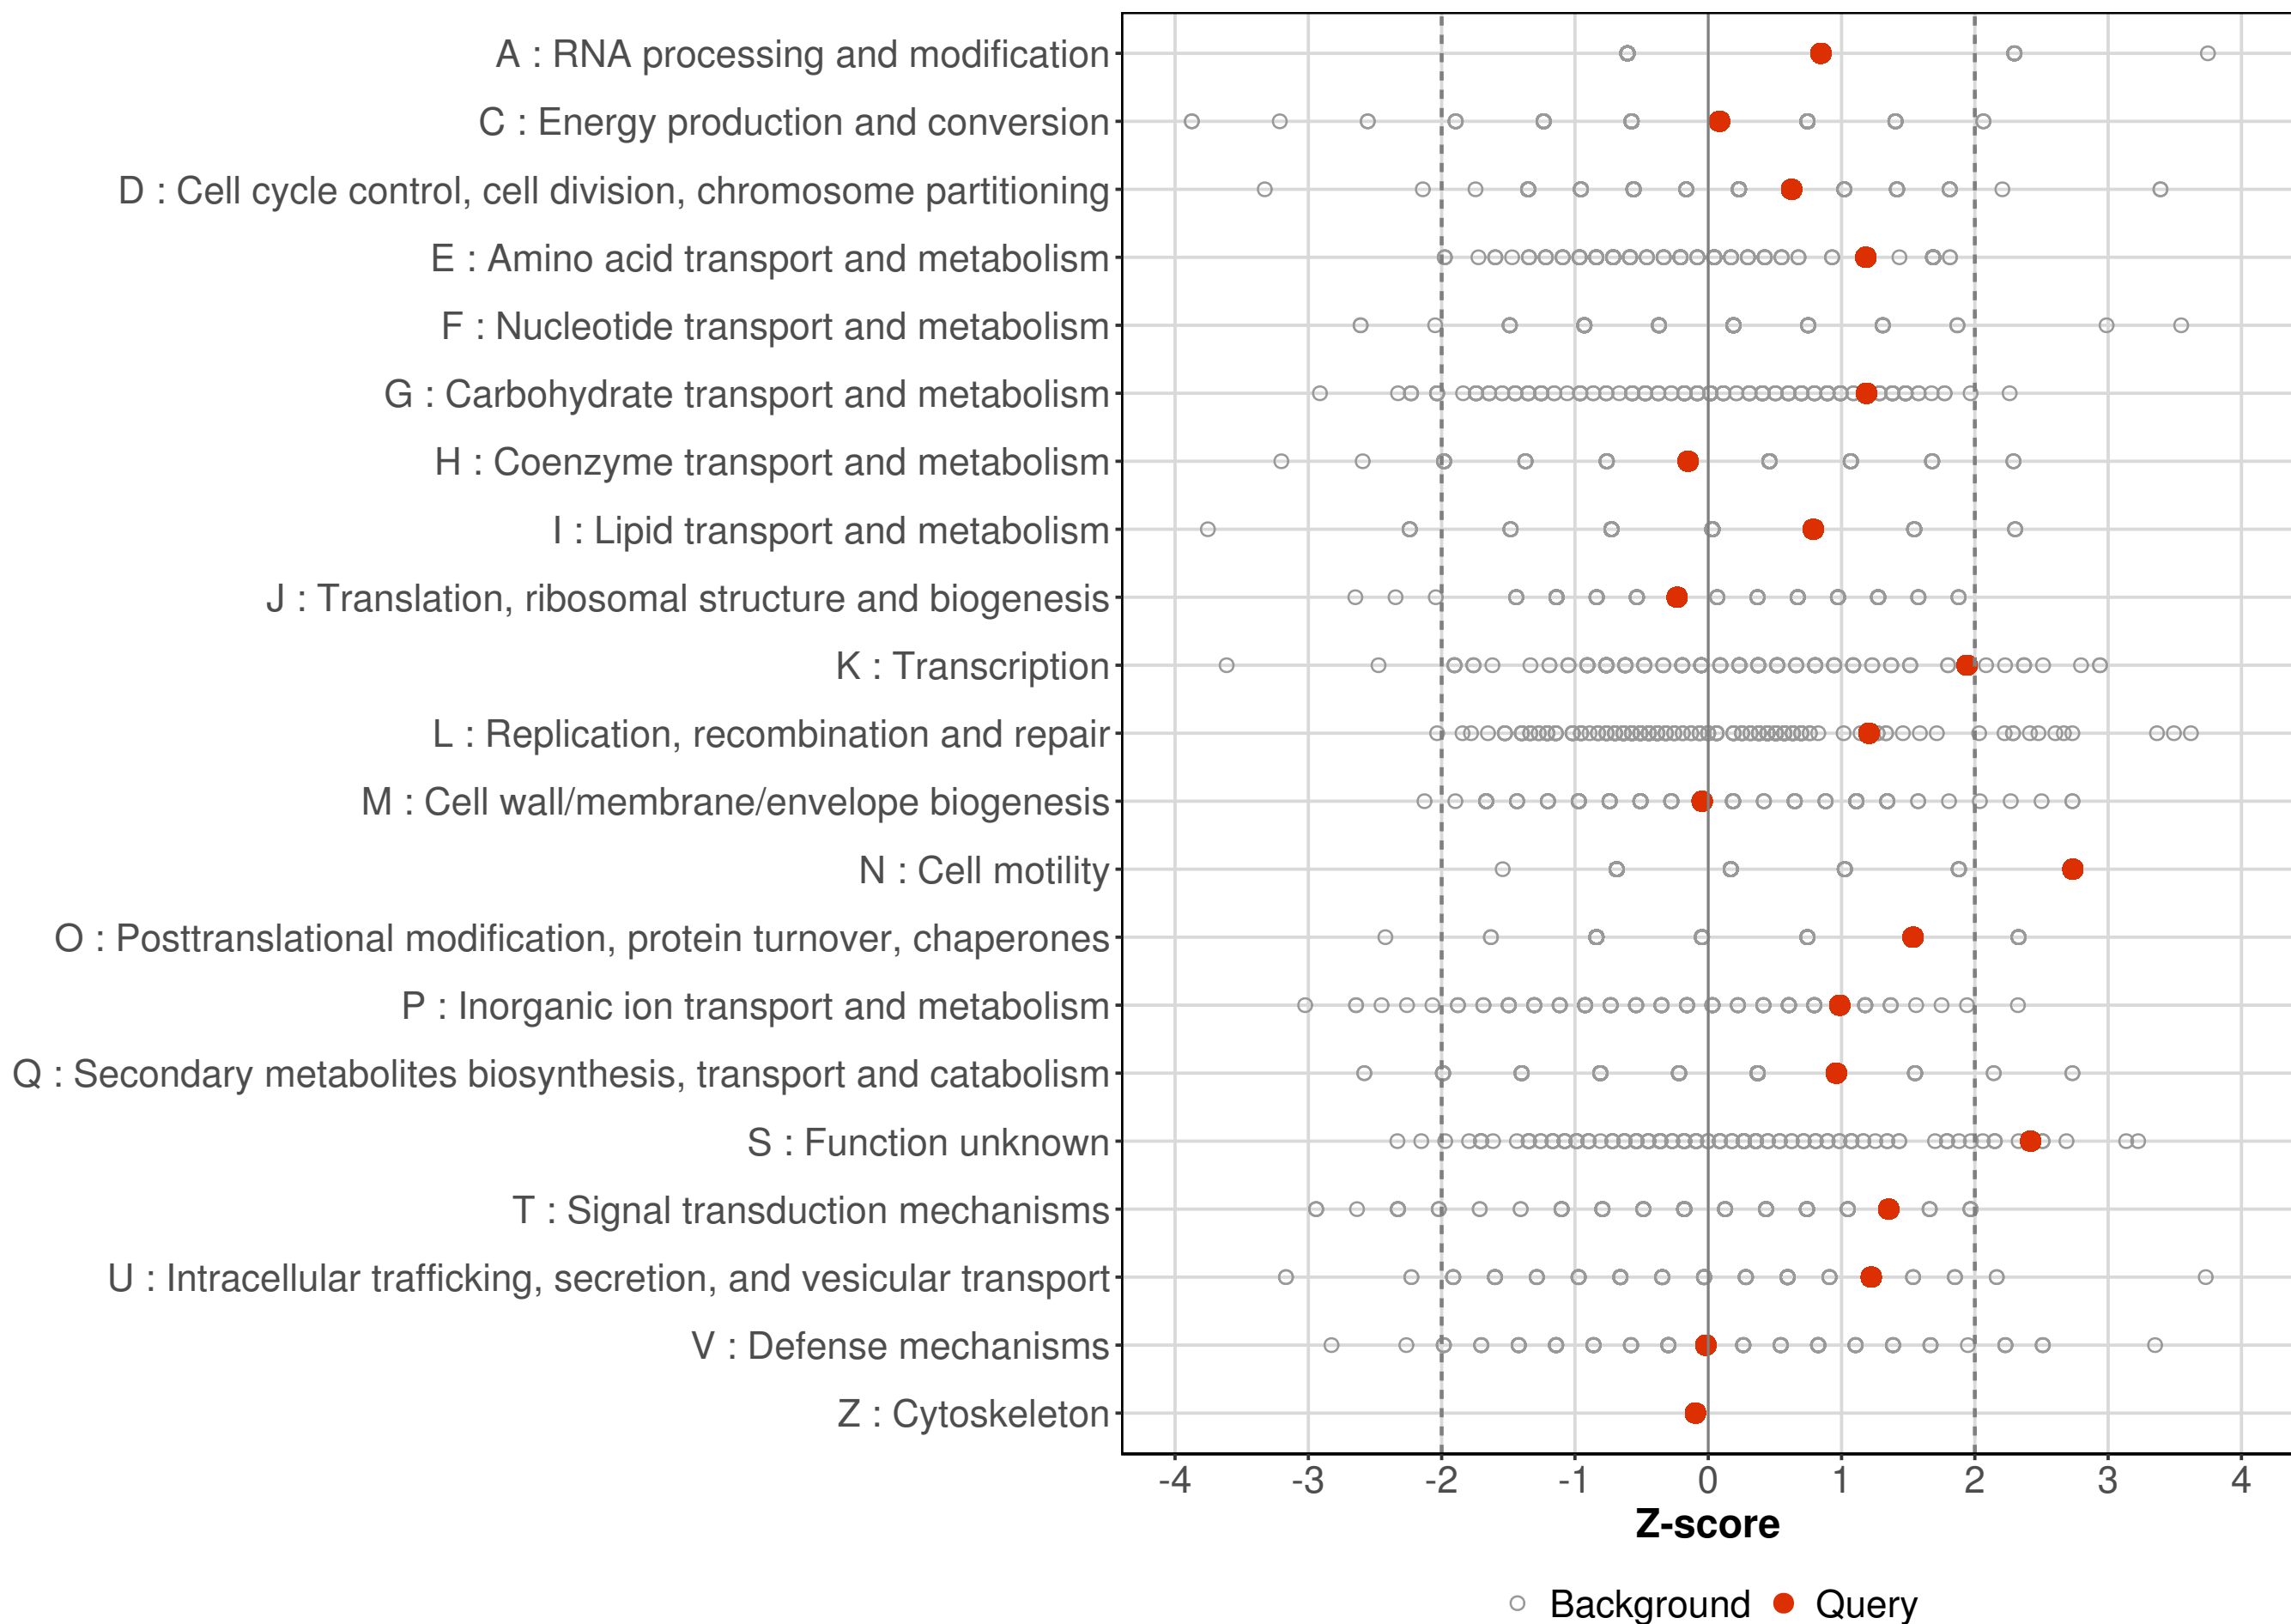 A : RNA processing and modification
C : Energy production and conversion
D : Cell cycle control, cell division, chromosome partitioning
E : Amino acid transport and metabolism
F : Nucleotide transport and metabolism
G : Carbohydrate transport and metabolism
H : Coenzyme transport and metabolism
I : Lipid transport and metabolism
J : Translation, ribosomal structure and biogenesis
K : Transcription
L : Replication, recombination and repair
M : Cell wall/membrane/envelope biogenesis
N : Cell motility
O : Posttranslational modification, protein turnover, chaperones
P : Inorganic ion transport and metabolism
Q : Secondary metabolites biosynthesis, transport and catabolism
S : Function unknown
T : Signal transduction mechanisms
U : Intracellular trafficking, secretion, and vesicular transport
V : Defense mechanisms
Z : Cytoskeleton
-4 -3 -2 -1 0 1 2 3 4
Z-score
Background Query